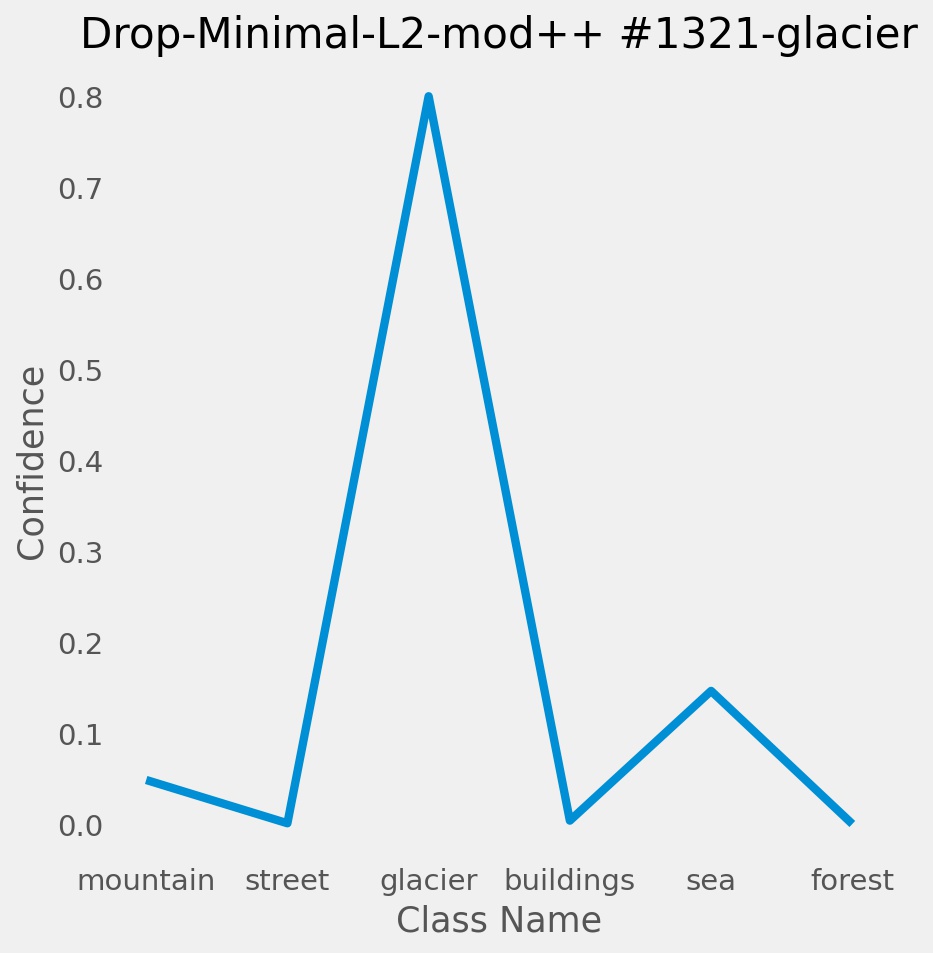 Drop-Minimal-L2-mod++ #1321-glacier
0.8
0.7
0.6
0.5
0.4
0.3
0.2
0.1
0.0
Confidence
mountain street glacier buildings sea forest
Class Name